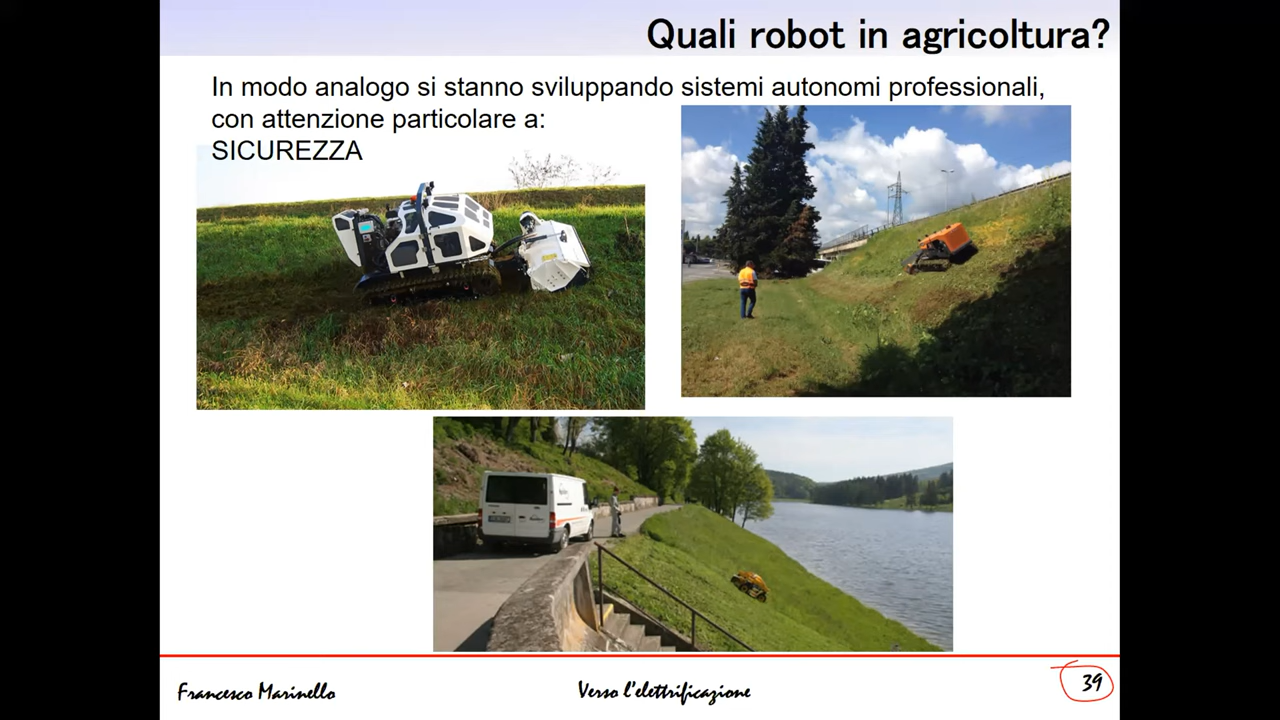 Quali robot in agricoltura?
In modo analogo si stanno sviluppando sistemi autonomi professionali,
con attenzione particolare a:
SICUREZZA
Francesco Marinello
Verso l'elettrificazione
39